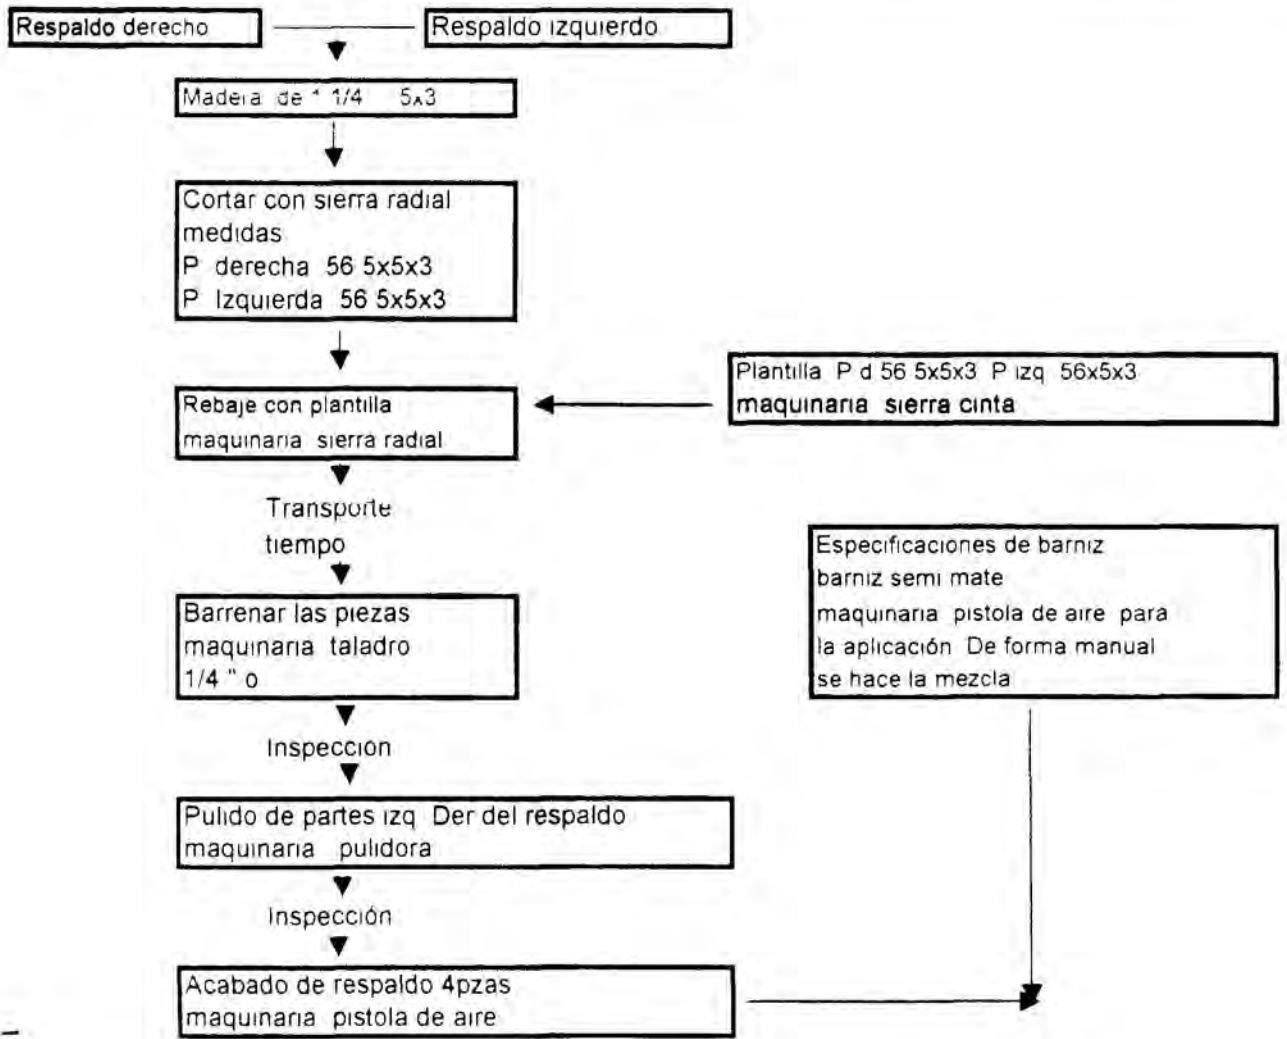 Respaldo derecho
Respaldo izquierdo
Madera de 1 1/4 5x3
Cortar con sierra radial
medidas
P derecha 56 5x5x3
P Izquierda 56 5x5x3
Rebaje con plantilla
maquinaria sierra radial
Plantilla P d 56 5x5x3 P izq 56x5x3
maquinaria sierra cinta
Transporte
tiempo
Barrenar las piezas
maquinaria taladro
1/4 " o
Especificaciones de barniz
barniz semi mate
maquinaria pistola de aire para
la aplicación De forma manual
se hace la mezcla
Inspeccion
Pulido de partes izq Der del respaldo
maquinaria pulidora
Inspección
Acabado de respaldo 4pzas
maquinaria pistola de aire